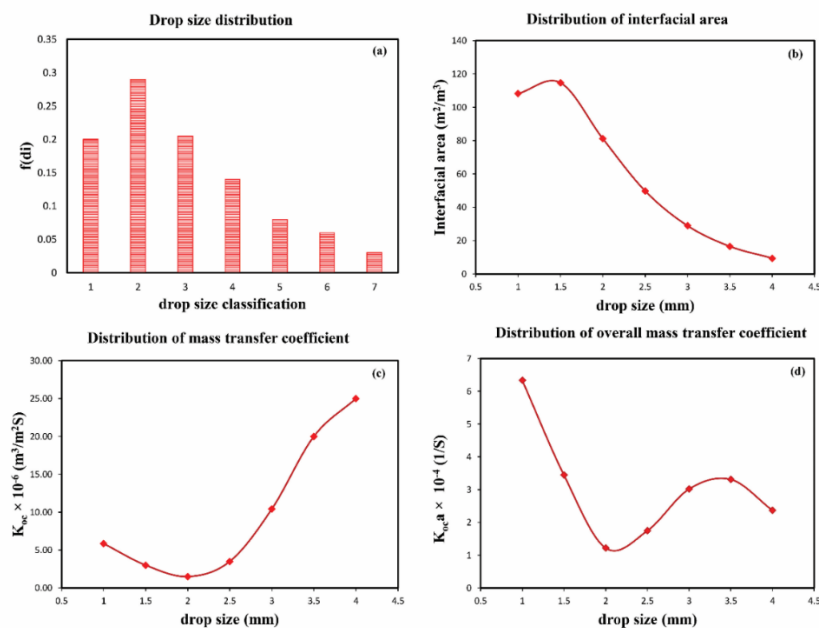 Drop size distribution
(a)
f(di)
0.35
0.3
0.25
0.2
0.15
0.1
0.05
0
1 2 3 4 5 6 7
drop size classification
Distribution of interfacial area
(b)
Interfacial area (m²/m³)
140
120
100
80
60
40
20
0
0.5 1 1.5 2 2.5 3 3.5 4 4.5
drop size (mm)
Distribution of mass transfer coefficient
(c)
Koc × 10⁻⁶ (m³/m²S)
30.00
25.00
20.00
15.00
10.00
5.00
0.00
0.5 1 1.5 2 2.5 3 3.5 4 4.5
drop size (mm)
Distribution of overall mass transfer coefficient
(d)
Koca × 10⁻⁴ (1/S)
7
6
5
4
3
2
1
0
0.5 1 1.5 2 2.5 3 3.5 4 4.5
drop size (mm)